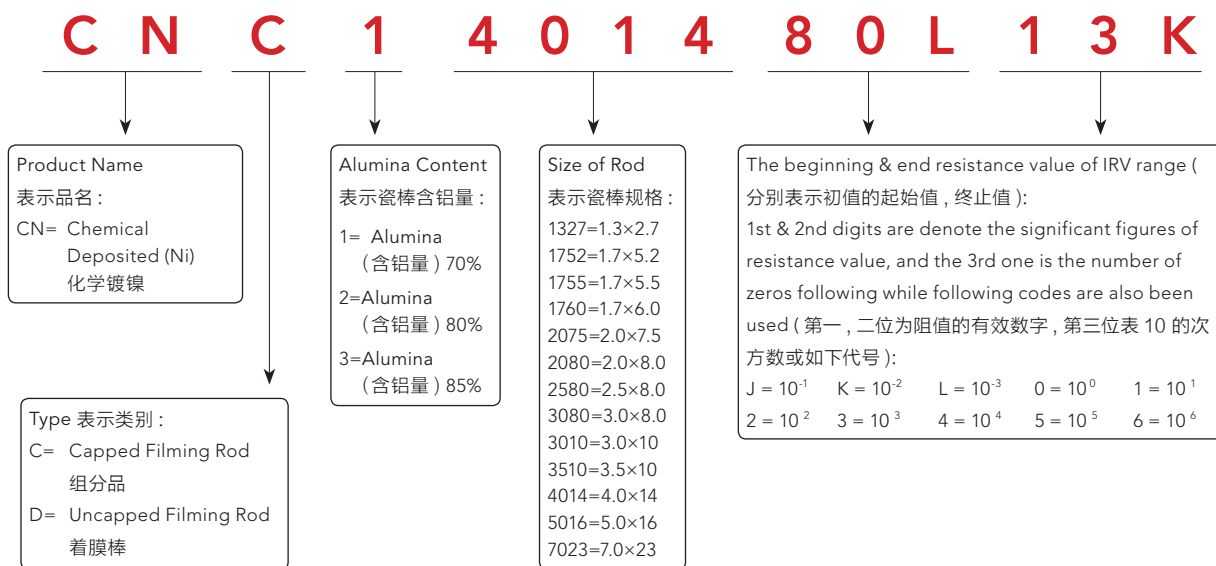 C N C 1 4 0 1 4 8 0 L 1 3 K
Product Name
表示品名 :
CN= Chemical
Deposited (Ni)
化学镀镍
Type 表示类别 :
C= Capped Filming Rod
组分品
D= Uncapped Filming Rod
着膜棒
Alumina Content
表示瓷棒含铝量 :
1= Alumina
( 含铝量 ) 70%
2=Alumina
( 含铝量 ) 80%
3=Alumina
( 含铝量 ) 85%
Size of Rod
表示瓷棒规格 :
1327=1.3×2.7
1752=1.7×5.2
1755=1.7×5.5
1760=1.7×6.0
2075=2.0×7.5
2080=2.0×8.0
2580=2.5×8.0
3080=3.0×8.0
3010=3.0×10
3510=3.5×10
4014=4.0×14
5016=5.0×16
7023=7.0×23
The beginning & end resistance value of IRV range (
分别表示初值的起始值 , 终止值 ):
1st & 2nd digits are denote the significant figures of
resistance value, and the 3rd one is the number of
zeros following while following codes are also been
used ( 第一 , 二位为阻值的有效数字 , 第三位表 10 的次
方数或如下代号 ):
J = 10⁻¹ K = 10⁻² L = 10⁻³ 0 = 10⁰ 1 = 10¹
2 = 10² 3 = 10³ 4 = 10⁴ 5 = 10⁵ 6 = 10⁶